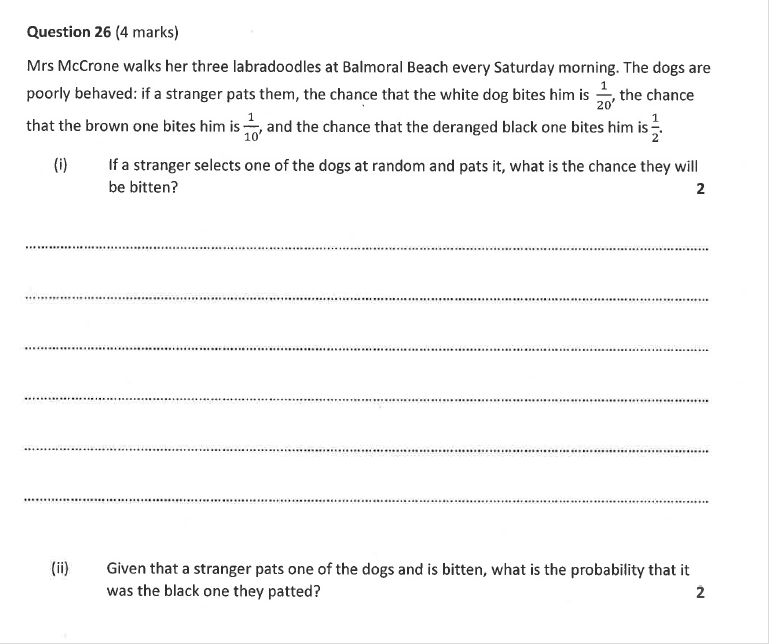 Question 26 (4 marks)
Mrs McCrone walks her three labradoodles at Balmoral Beach every Saturday morning. The dogs are
poorly behaved: if a stranger pats them, the chance that the white dog bites him is 1/20, the chance
that the brown one bites him is 1/10, and the chance that the deranged black one bites him is 1/2.
(i) If a stranger selects one of the dogs at random and pats it, what is the chance they will
be bitten? 2
(ii) Given that a stranger pats one of the dogs and is bitten, what is the probability that it
was the black one they patted? 2